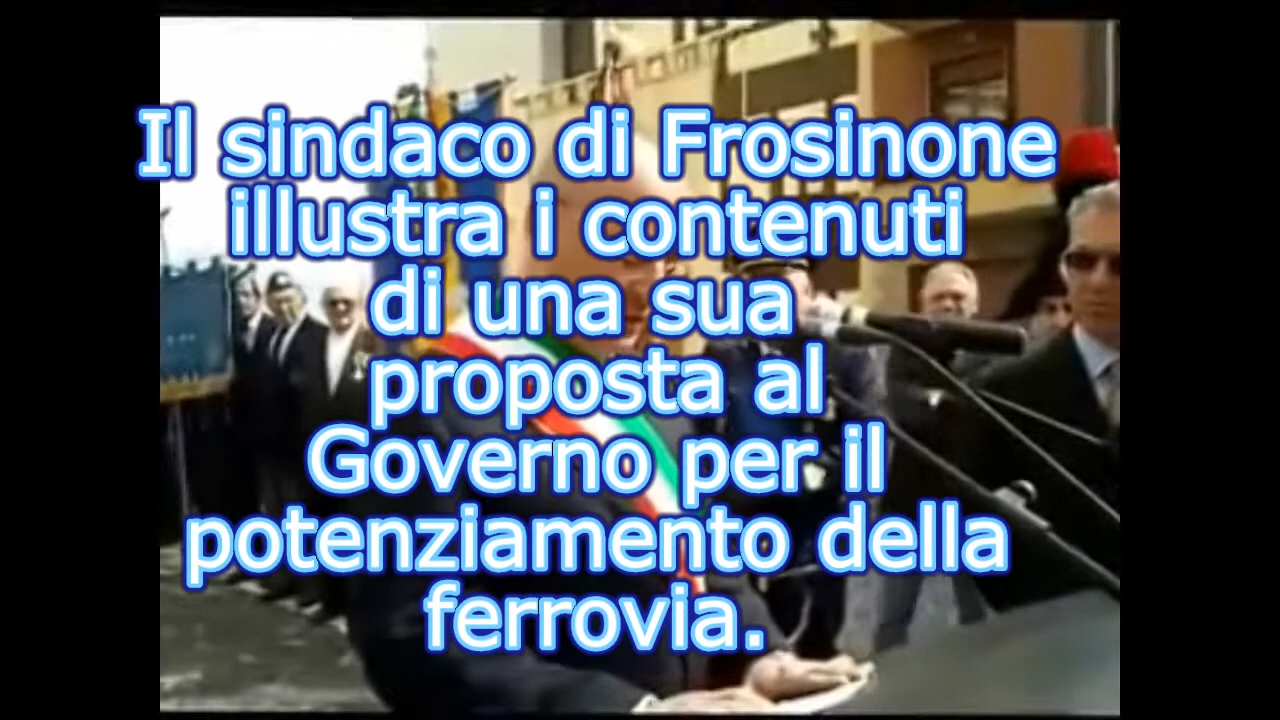 Il sindaco di Frosinone
illustra i contenuti
di una sua
proposta al
Governo per il
potenziamento della
ferrovia.